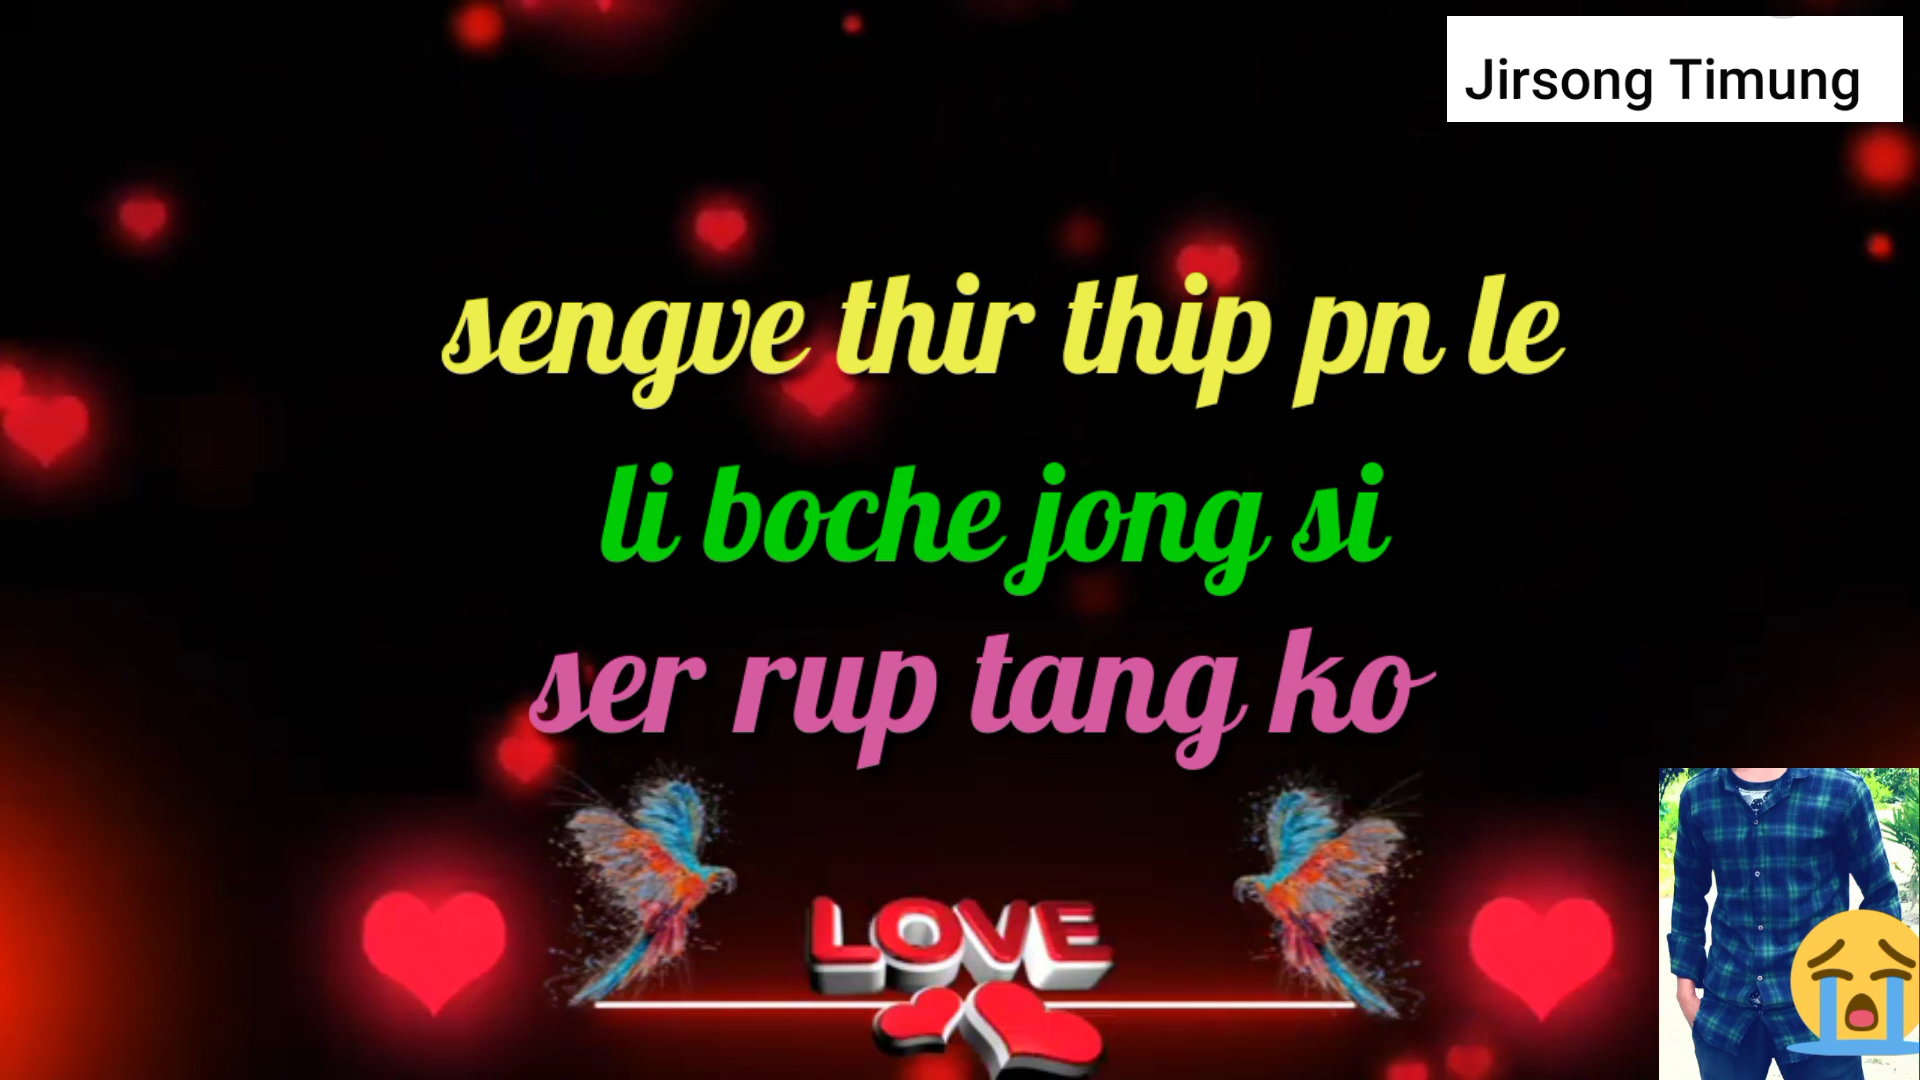 Jirsong Timung
sengve thir thip pn le
li boche jong si
ser rup tang ko
LOVE